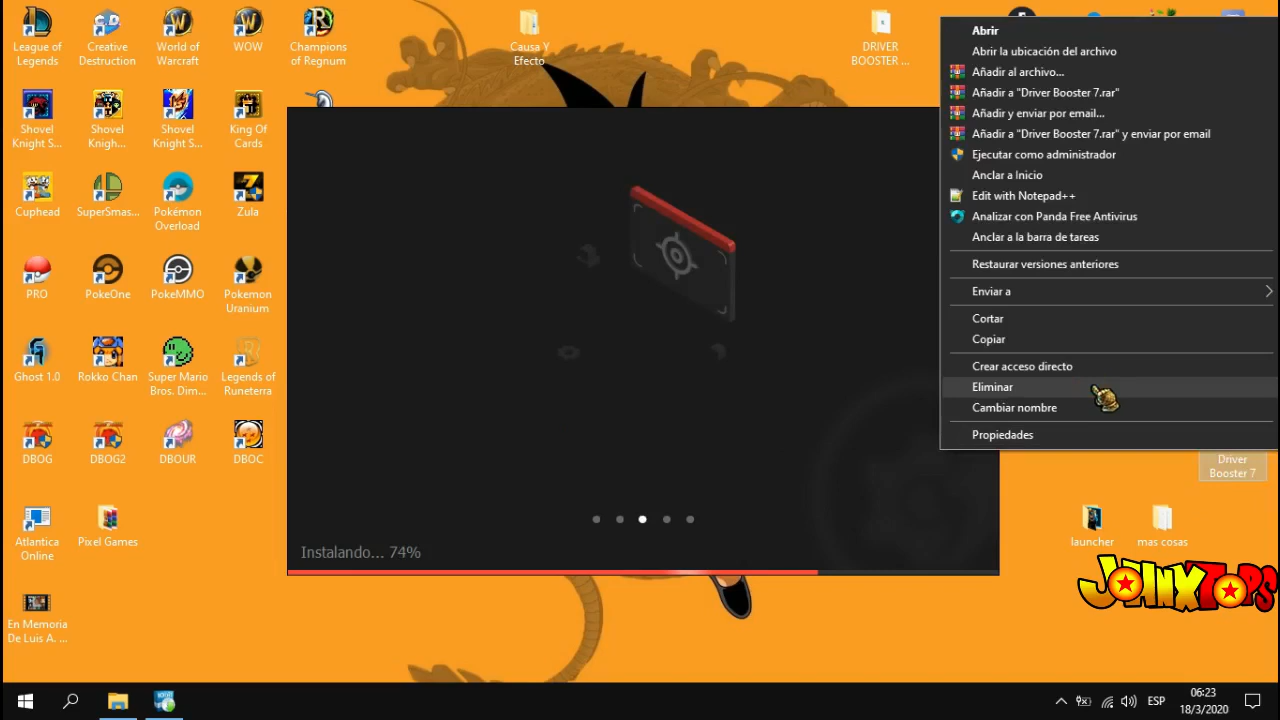 League of
Legends
Creative
Destruction
World of
Warcraft
WOW
Champions
of Regnum
Causa Y
Efecto
DRIVER
BOOSTER ...
Shovel
Knight S...
Shovel
Knigh...
Shovel
Knight S...
King Of
Cards
Cuphead
SuperSmas...
Pokémon
Overload
Zula
PRO
PokeOne
PokeMMO
Pokemon
Uranium
Ghost 1.0
Rokko Chan
Super Mario
Bros. Dim...
Legends of
Runeterra
DBOG
DBOG2
DBOUR
DBOC
Atlantica
Online
Pixel Games
En Memoria
De Luis A. ...
Instalando... 74%
Abrir
Abrir la ubicación del archivo
Añadir al archivo...
Añadir a "Driver Booster 7.rar"
Añadir y enviar por email...
Añadir a "Driver Booster 7.rar" y enviar por email
Ejecutar como administrador
Anclar a Inicio
Edit with Notepad++
Analizar con Panda Free Antivirus
Anclar a la barra de tareas
Restaurar versiones anteriores
Enviar a
Cortar
Copiar
Crear acceso directo
Eliminar
Cambiar nombre
Propiedades
Driver
Booster 7
launcher
mas cosas
JOINXTOPS
ESP
06:23
18/3/2020